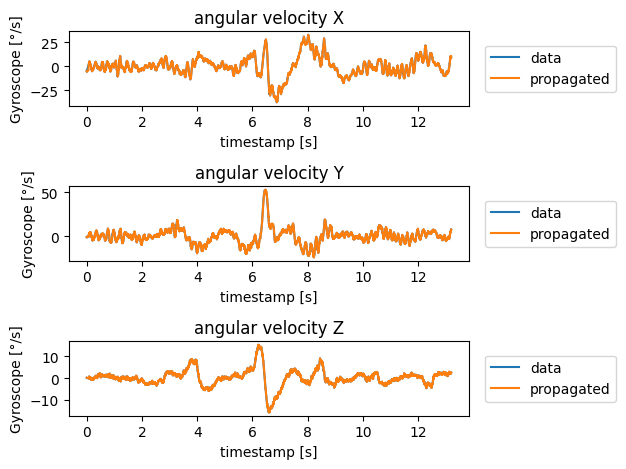 angular velocity X
Gyroscope [°/s]
25
0
−25
0 2 4 6 8 10 12
timestamp [s]
data
propagated
angular velocity Y
Gyroscope [°/s]
50
0
0 2 4 6 8 10 12
timestamp [s]
data
propagated
angular velocity Z
Gyroscope [°/s]
10
0
−10
0 2 4 6 8 10 12
timestamp [s]
data
propagated